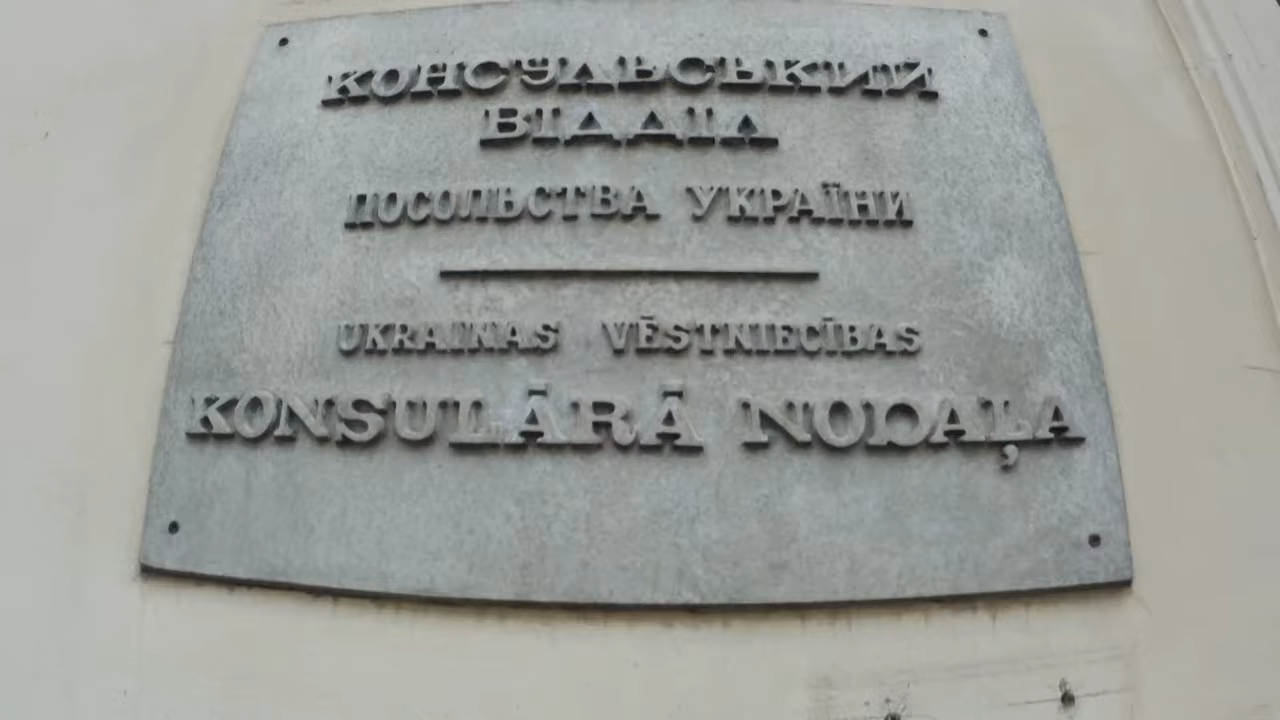 КОНСУЛЬСЬКИЙ
ВІДДІЛ
ПОСОЛЬСТВА УКРАЇНИ
UKRAINAS VĒSTNIECĪBAS
KONSULĀRĀ NODAĻA